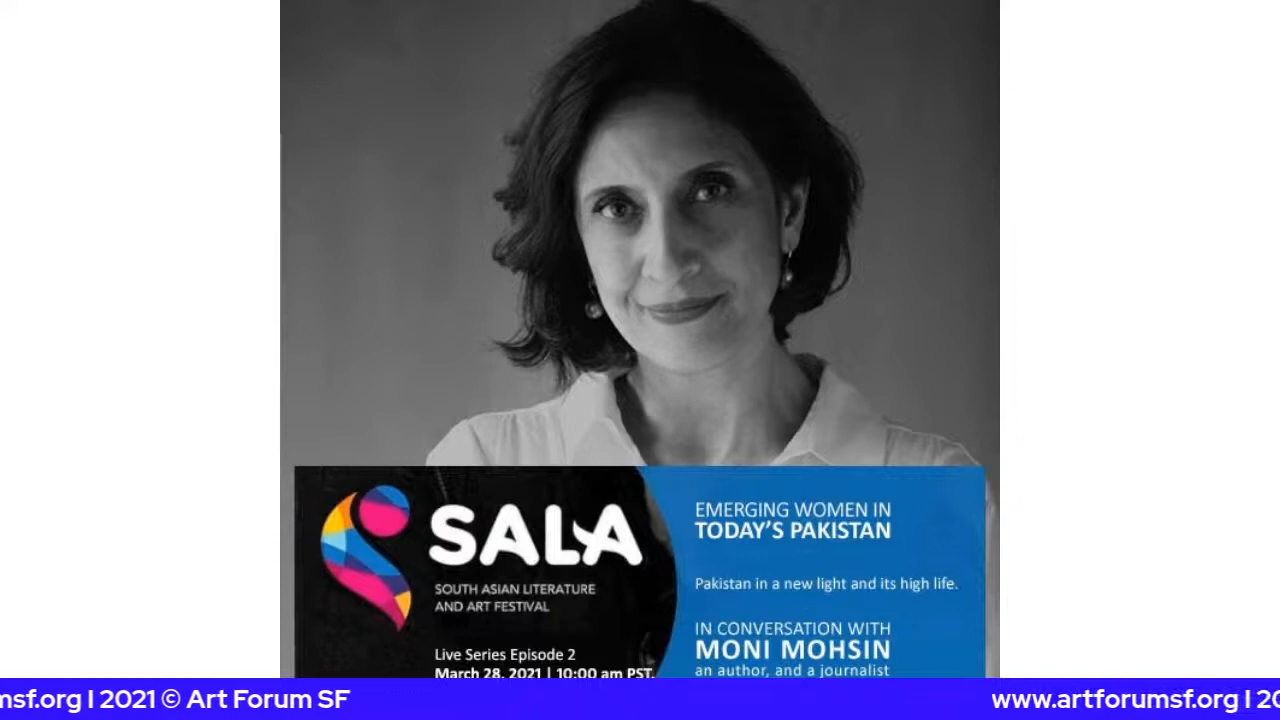 SALA
SOUTH ASIAN LITERATURE
AND ART FESTIVAL
Live Series Episode 2
March 28, 2021 | 10:00 am PST.
EMERGING WOMEN IN
TODAY'S PAKISTAN
Pakistan in a new light and its high life.
IN CONVERSATION WITH
MONI MOHSIN
an author, and a journalist
msf.org I 2021 © Art Forum SF
www.artforumsf.org I 20